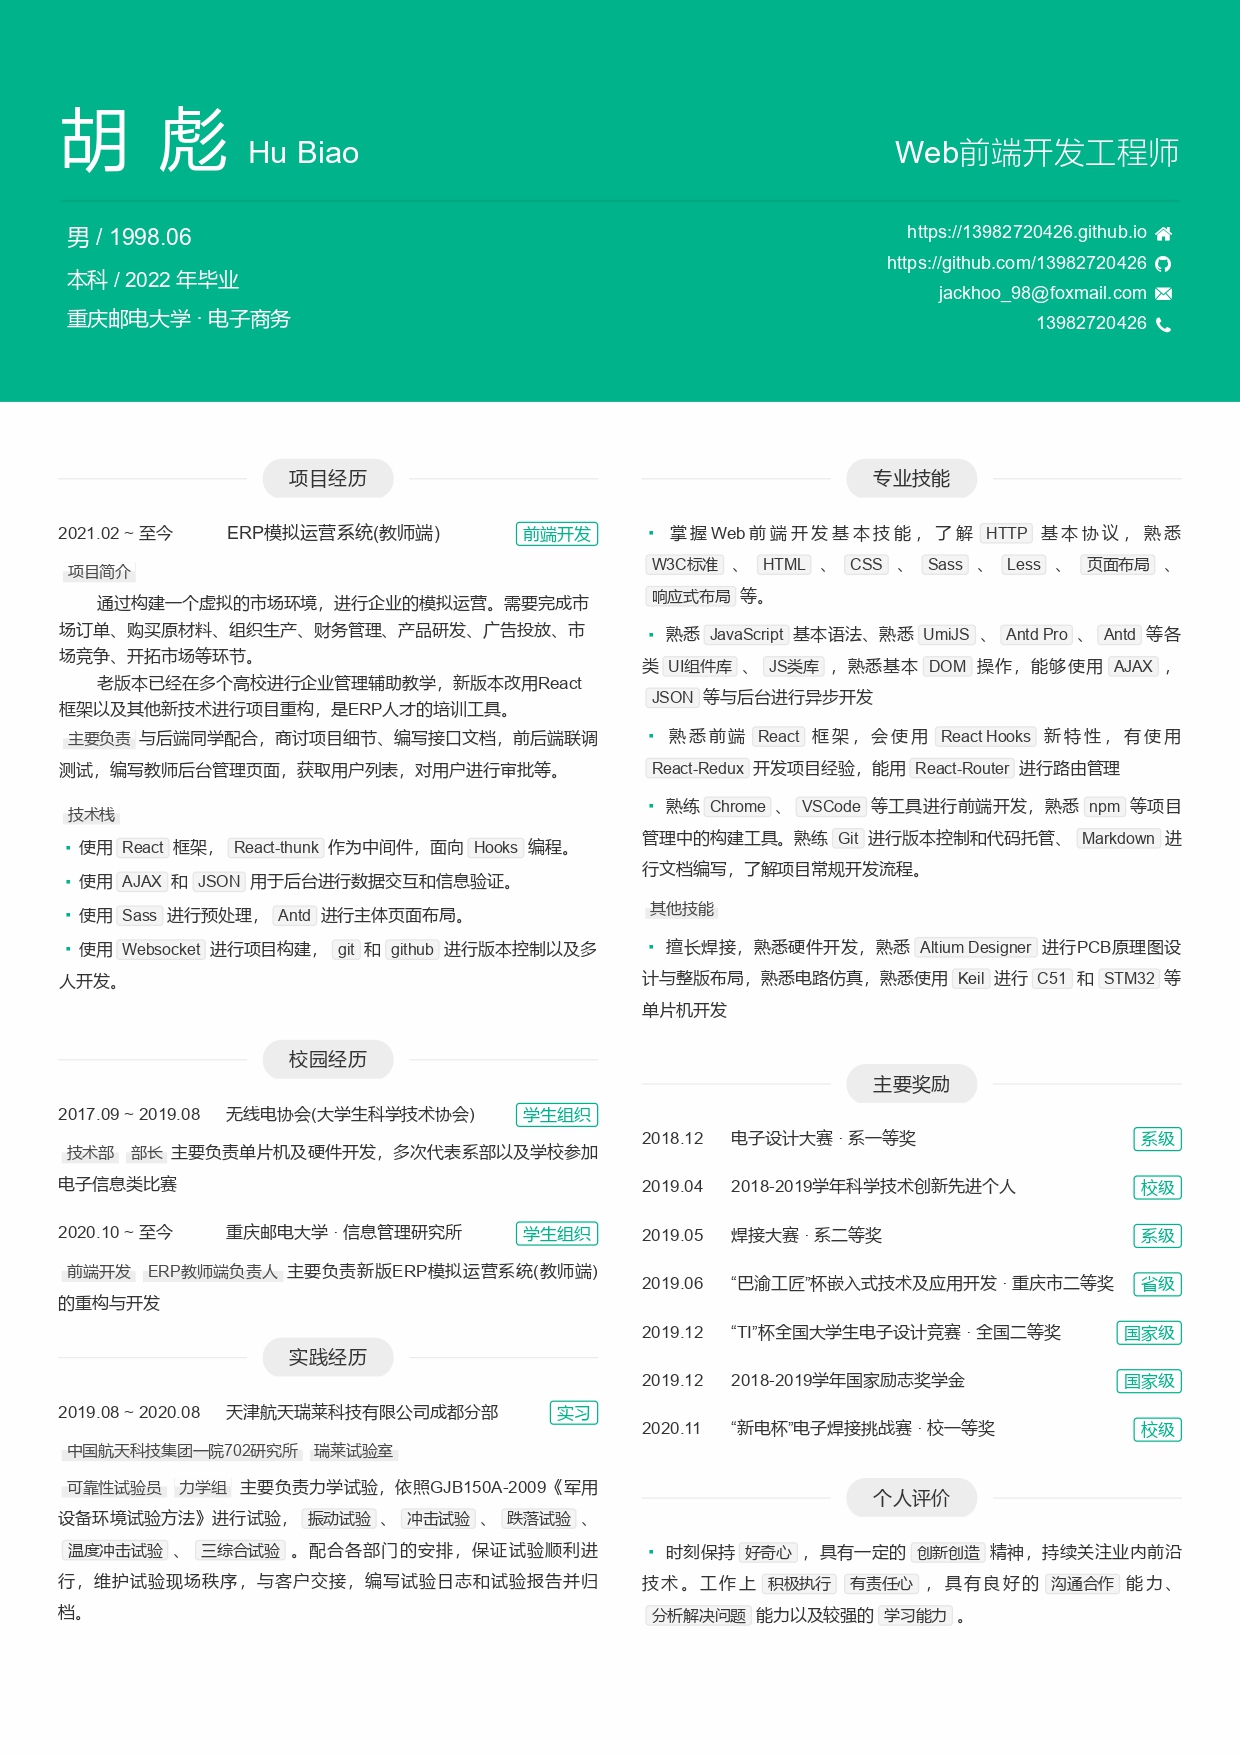 胡 彪 Hu Biao
Web前端开发工程师
男 / 1998.06
本科 / 2022 年毕业
重庆邮电大学 · 电子商务
https://13982720426.github.io
https://github.com/13982720426
jackhoo_98@foxmail.com
13982720426
项目经历
2021.02 ~ 至今 ERP模拟运营系统(教师端) 前端开发
项目简介
通过构建一个虚拟的市场环境，进行企业的模拟运营。需要完成市
场订单、购买原材料、组织生产、财务管理、产品研发、广告投放、市
场竞争、开拓市场等环节。
老版本已经在多个高校进行企业管理辅助教学，新版本改用React
框架以及其他新技术进行项目重构，是ERP人才的培训工具。
主要负责 与后端同学配合，商讨项目细节、编写接口文档，前后端联调
测试，编写教师后台管理页面，获取用户列表，对用户进行审批等。
技术栈
▪ 使用 React 框架， React-thunk 作为中间件，面向 Hooks 编程。
▪ 使用 AJAX 和 JSON 用于后台进行数据交互和信息验证。
▪ 使用 Sass 进行预处理， Antd 进行主体页面布局。
▪ 使用 Websocket 进行项目构建， git 和 github 进行版本控制以及多
人开发。
校园经历
2017.09 ~ 2019.08 无线电协会(大学生科学技术协会) 学生组织
技术部 部长 主要负责单片机及硬件开发，多次代表系部以及学校参加
电子信息类比赛
2020.10 ~ 至今 重庆邮电大学 · 信息管理研究所 学生组织
前端开发 ERP教师端负责人 主要负责新版ERP模拟运营系统(教师端)
的重构与开发
实践经历
2019.08 ~ 2020.08 天津航天瑞莱科技有限公司成都分部 实习
中国航天科技集团一院702研究所 瑞莱试验室
可靠性试验员 力学组 主要负责力学试验，依照GJB150A-2009《军用
设备环境试验方法》进行试验， 振动试验 、 冲击试验 、 跌落试验 、
温度冲击试验 、 三综合试验 。配合各部门的安排，保证试验顺利进
行，维护试验现场秩序，与客户交接，编写试验日志和试验报告并归
档。
专业技能
▪ 掌握Web前端开发基本技能，了解 HTTP 基本协议，熟悉
W3C标准 、 HTML 、 CSS 、 Sass 、 Less 、 页面布局 、
响应式布局 等。
▪ 熟悉 JavaScript 基本语法、熟悉 UmiJS 、 Antd Pro 、 Antd 等各
类 UI组件库 、 JS类库 ，熟悉基本 DOM 操作，能够使用 AJAX ，
JSON 等与后台进行异步开发
▪ 熟悉前端 React 框架，会使用 React Hooks 新特性，有使用
React-Redux 开发项目经验，能用 React-Router 进行路由管理
▪ 熟练 Chrome 、 VSCode 等工具进行前端开发，熟悉 npm 等项目
管理中的构建工具。熟练 Git 进行版本控制和代码托管、 Markdown 进
行文档编写，了解项目常规开发流程。
其他技能
▪ 擅长焊接，熟悉硬件开发，熟悉 Altium Designer 进行PCB原理图设
计与整版布局，熟悉电路仿真，熟悉使用 Keil 进行 C51 和 STM32 等
单片机开发
主要奖励
2018.12 电子设计大赛 · 系一等奖 系级
2019.04 2018-2019学年科学技术创新先进个人 校级
2019.05 焊接大赛 · 系二等奖 系级
2019.06 “巴渝工匠”杯嵌入式技术及应用开发 · 重庆市二等奖 省级
2019.12 “TI”杯全国大学生电子设计竞赛 · 全国二等奖 国家级
2019.12 2018-2019学年国家励志奖学金 国家级
2020.11 “新电杯”电子焊接挑战赛 · 校一等奖 校级
个人评价
▪ 时刻保持 好奇心 ，具有一定的 创新创造 精神，持续关注业内前沿
技术。工作上 积极执行 有责任心 ，具有良好的 沟通合作 能力、
分析解决问题 能力以及较强的 学习能力 。